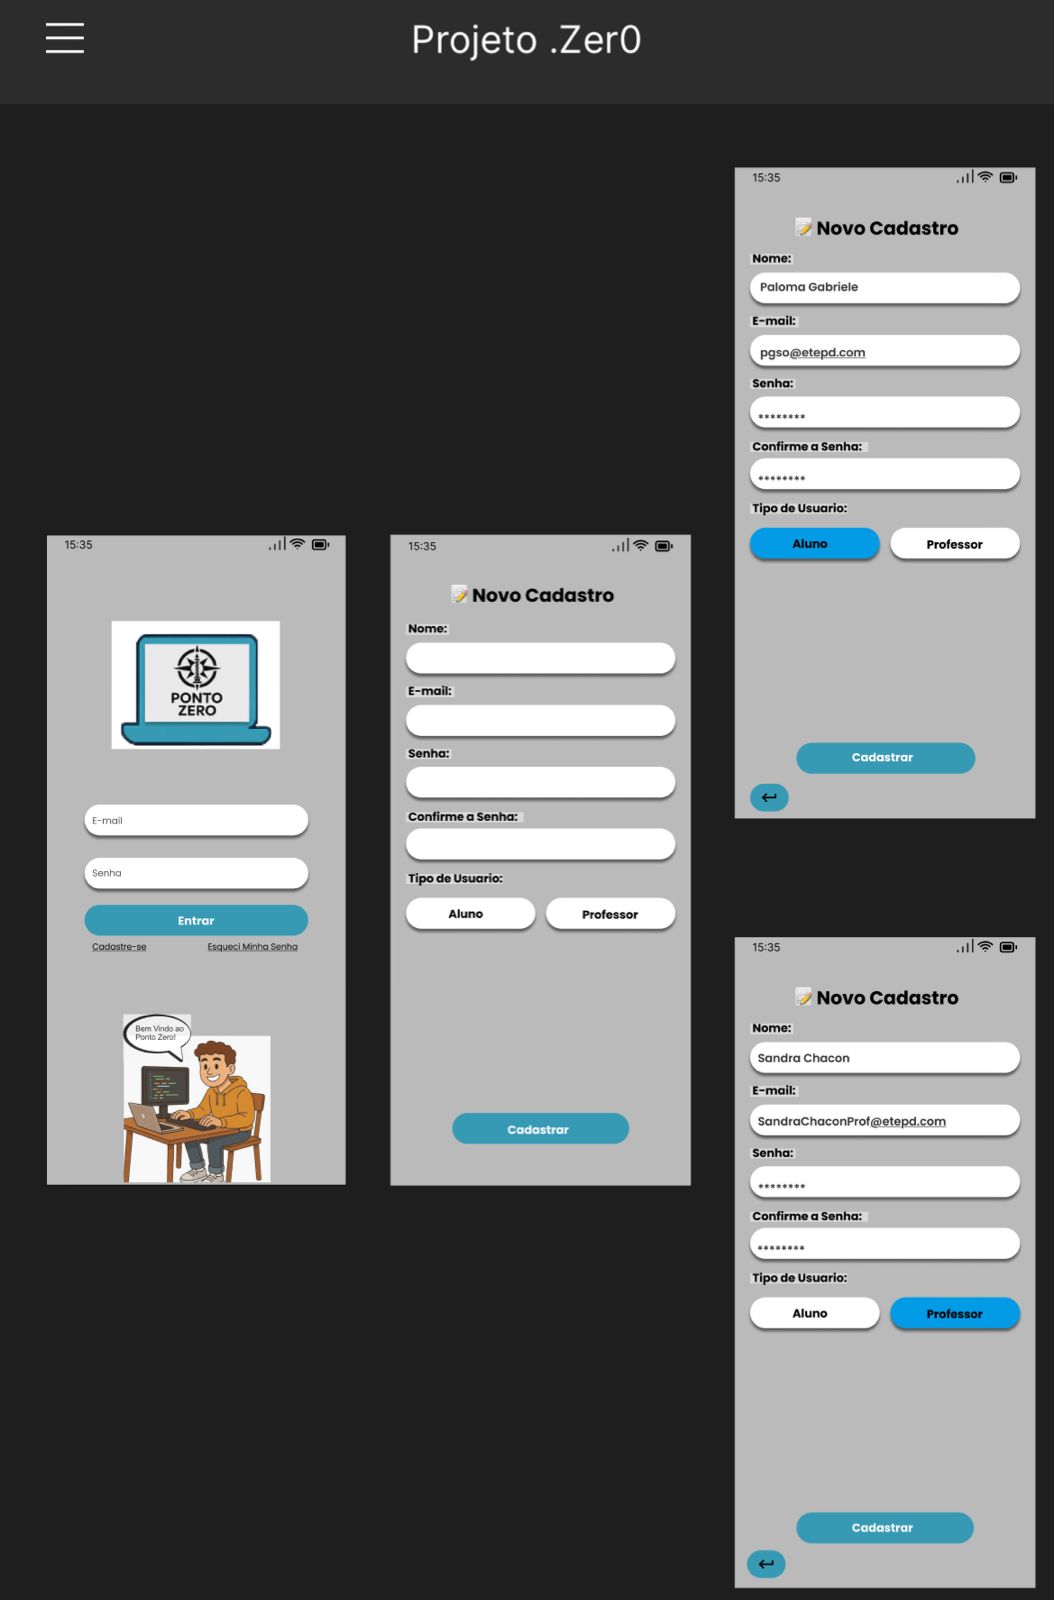 Projeto .Zer0
15:35
PONTO
ZERO
E-mail
Senha
Entrar
Cadastre-se
Esqueci Minha Senha
Bem Vindo ao
Ponto Zero!
15:35
Novo Cadastro
Nome:
E-mail:
Senha:
Confirme a Senha:
Tipo de Usuario:
Aluno
Professor
Cadastrar
15:35
Novo Cadastro
Nome:
Paloma Gabriele
E-mail:
pgso@etepd.com
Senha:
********
Confirme a Senha:
********
Tipo de Usuario:
Aluno
Professor
Cadastrar
15:35
Novo Cadastro
Nome:
Sandra Chacon
E-mail:
SandraChaconProf@etepd.com
Senha:
********
Confirme a Senha:
********
Tipo de Usuario:
Aluno
Professor
Cadastrar